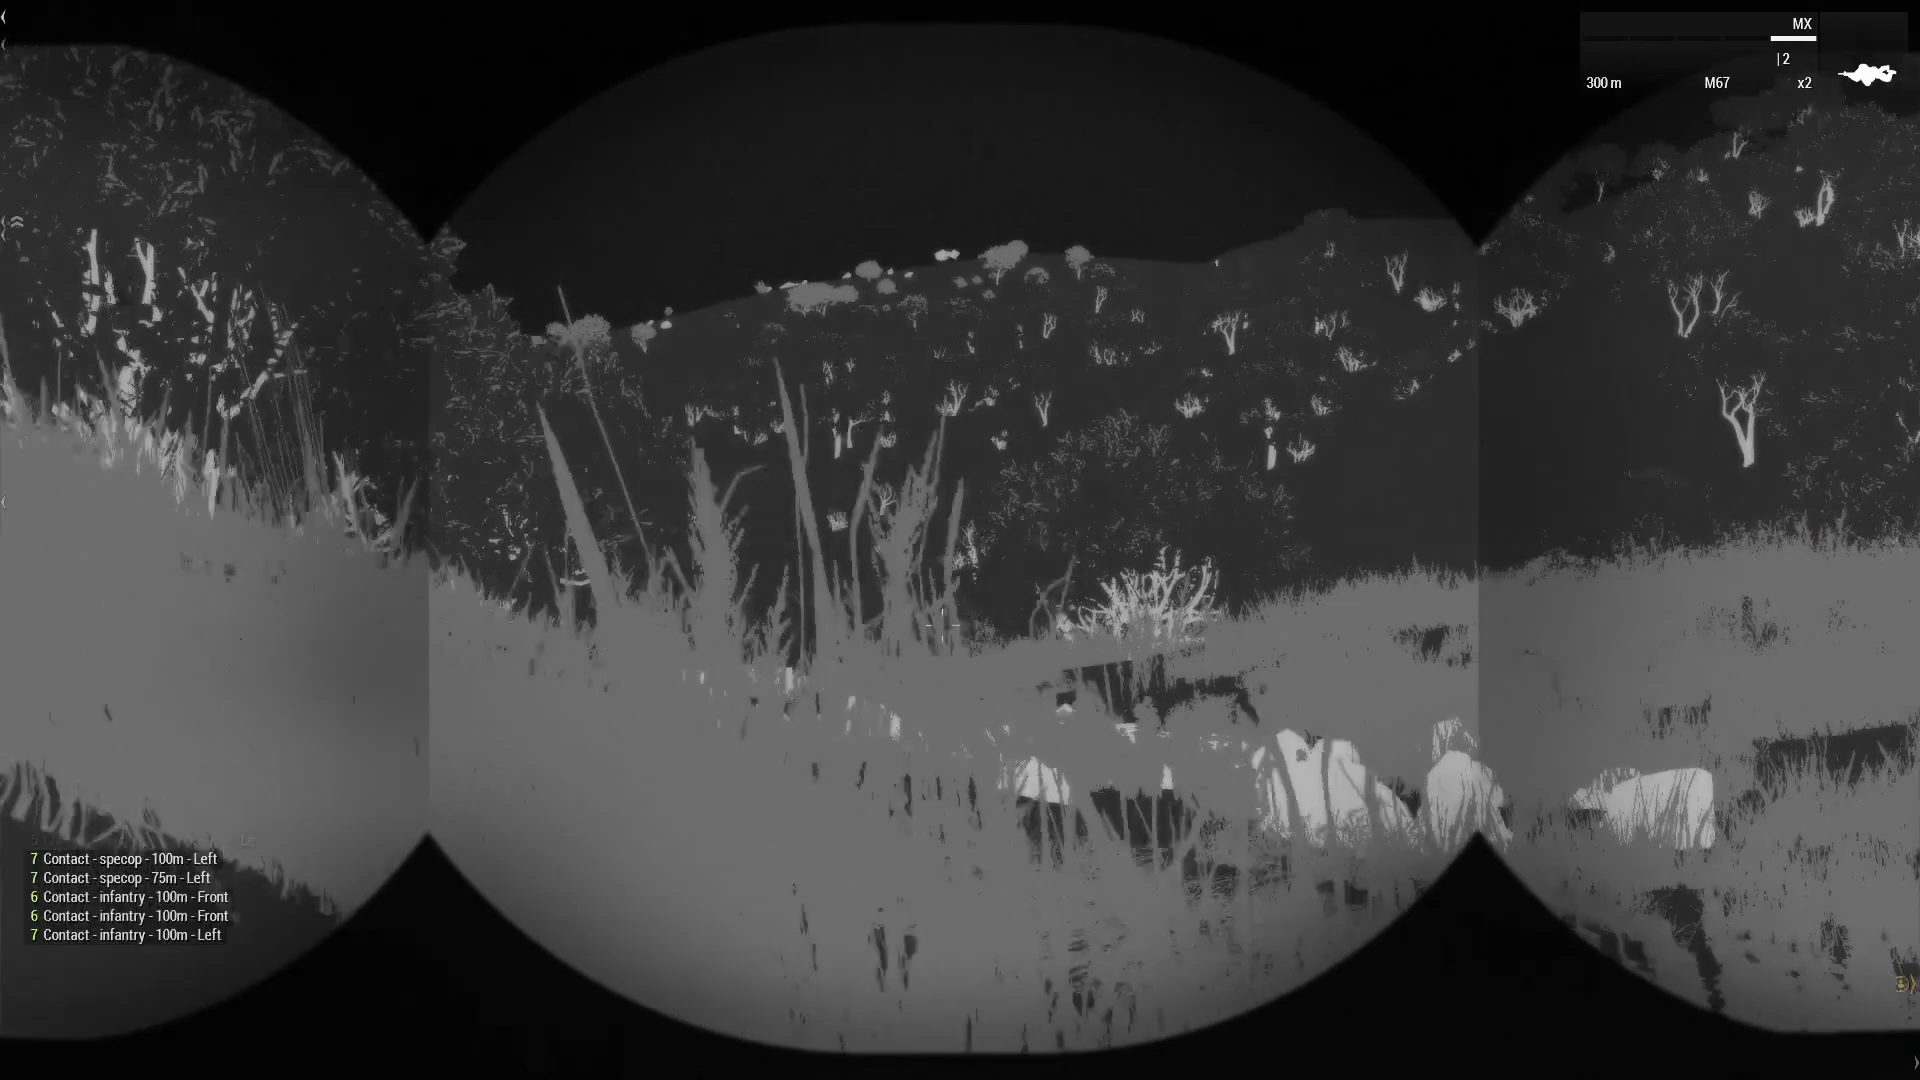 MX
|2
300 m M67 x2
7 Contact - specop - 100m - Left
7 Contact - specop - 75m - Left
6 Contact - infantry - 100m - Front
6 Contact - infantry - 100m - Front
7 Contact - infantry - 100m - Left